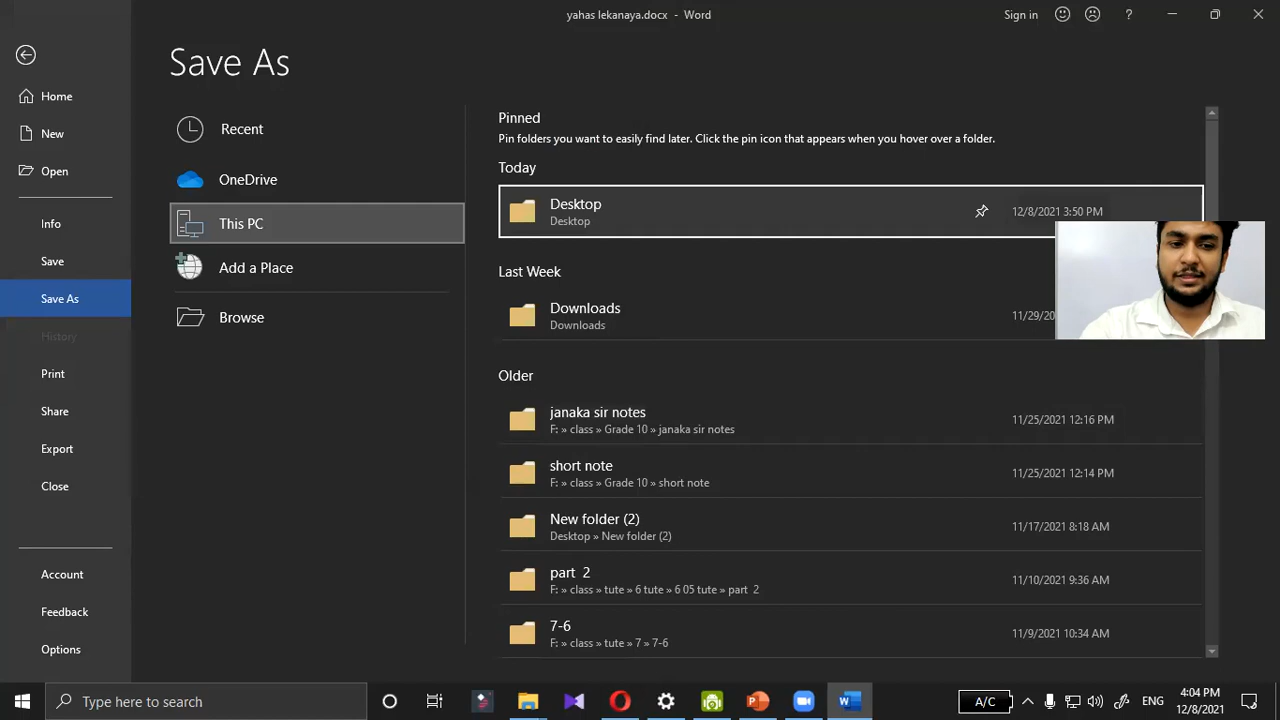 yahas lekanaya.docx - Word
Sign in
?
Save As
Home
New
Open
Info
Save
Save As
History
Print
Share
Export
Close
Account
Feedback
Options
Recent
OneDrive
This PC
Add a Place
Browse
Pinned
Pin folders you want to easily find later. Click the pin icon that appears when you hover over a folder.
Today
Desktop
Desktop
12/8/2021 3:50 PM
Last Week
Downloads
Downloads
11/29/20
Older
janaka sir notes
F: » class » Grade 10 » janaka sir notes
11/25/2021 12:16 PM
short note
F: » class » Grade 10 » short note
11/25/2021 12:14 PM
New folder (2)
Desktop » New folder (2)
11/17/2021 8:18 AM
part 2
F: » class » tute » 6 tute » 6 05 tute » part 2
11/10/2021 9:36 AM
7-6
F: » class » tute » 7 » 7-6
11/9/2021 10:34 AM
Type here to search
A/C
ENG
4:04 PM
12/8/2021